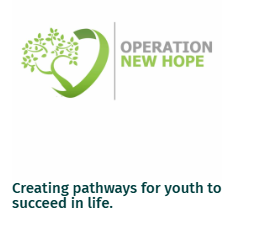 OPERATION
NEW HOPE
Creating pathways for youth to
succeed in life.